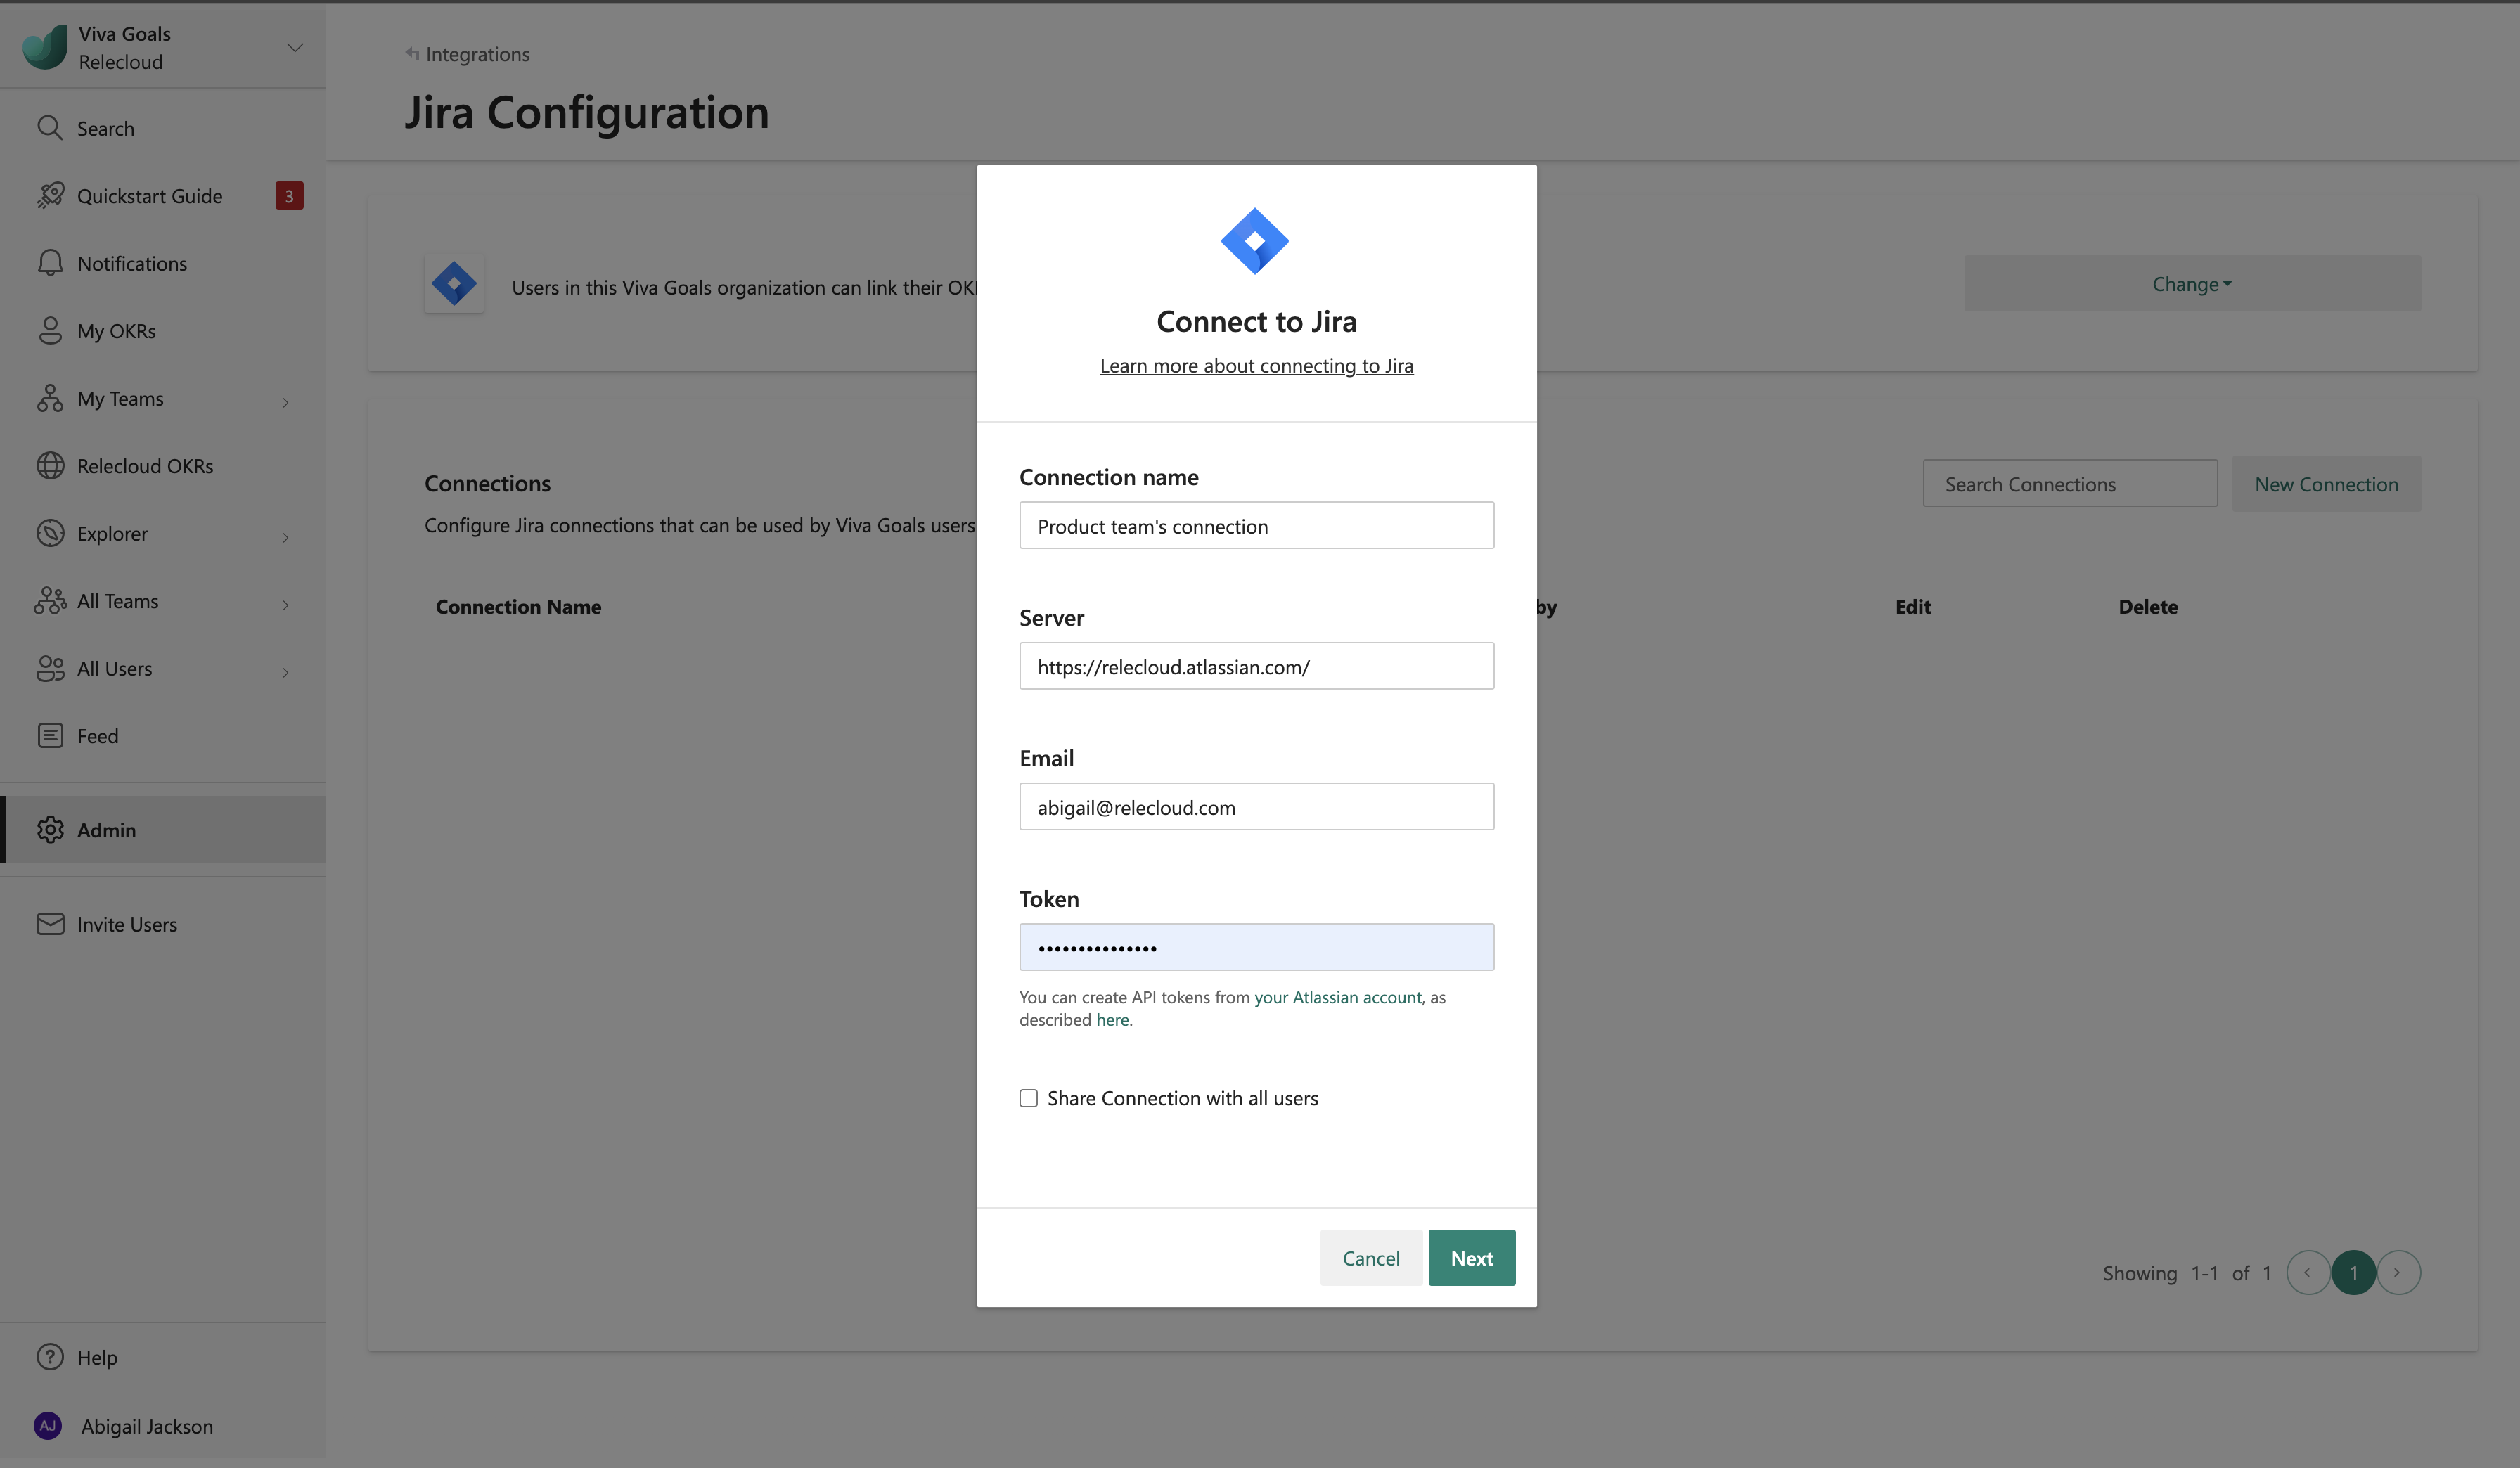 Viva Goals
Relecloud
Search
Quickstart Guide 3
Notifications
My OKRs
My Teams
Relecloud OKRs
Explorer
All Teams
All Users
Feed
Admin
Invite Users
Help
AJ Abigail Jackson
Integrations
Jira Configuration
Users in this Viva Goals organization can link their OK
Change
Connections
Configure Jira connections that can be used by Viva Goals users
Search Connections
New Connection
Connection Name by Edit Delete
Showing 1-1 of 1 1
Connect to Jira
Learn more about connecting to Jira
Connection name
Product team's connection
Server
https://relecloud.atlassian.com/
Email
abigail@relecloud.com
Token
•••••••••••••••
You can create API tokens from your Atlassian account, as
described here.
Share Connection with all users
Cancel Next